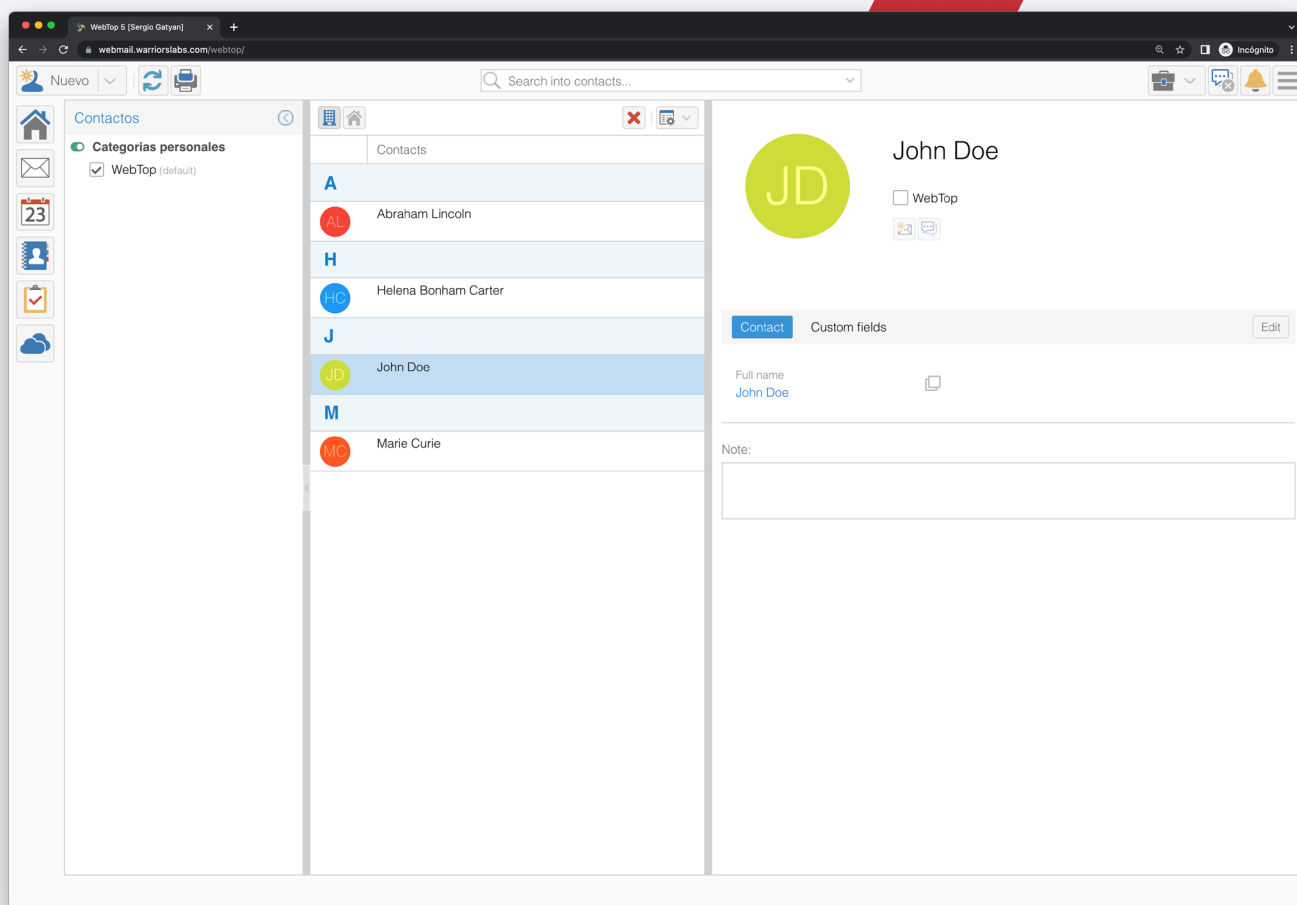 WebTop 5 [Sergio Gatyan]
webmail.warriorslabs.com/webtop/
Incógnito
Nuevo
Search into contacts...
Contactos
Categorias personales
WebTop (default)
23
Contacts
A
AL
Abraham Lincoln
H
HC
Helena Bonham Carter
J
JD
John Doe
M
MC
Marie Curie
JD
John Doe
WebTop
Contact Custom fields Edit
Full name
John Doe
Note: